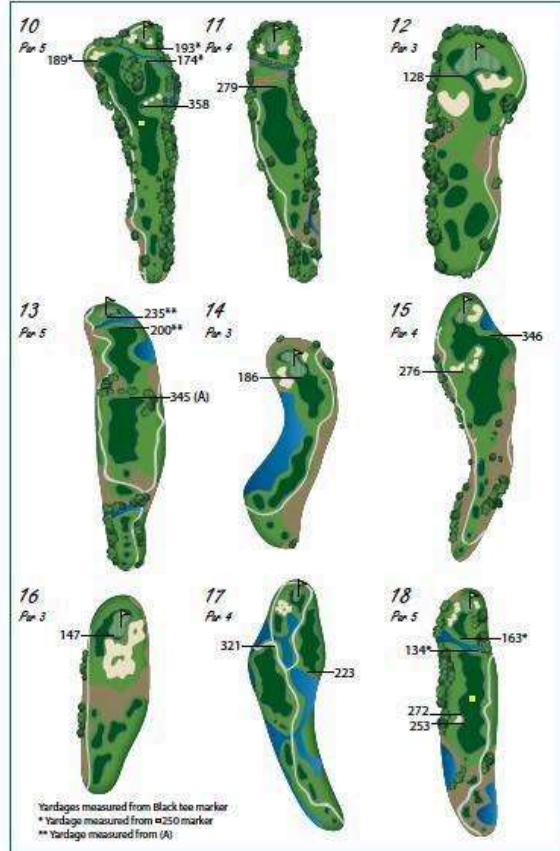 10
Par 5
189*
193*
174*
358
11
Par 4
279
12
Par 3
128
13
Par 5
235**
200**
345 (A)
14
Par 3
186
15
Par 4
346
276
16
Par 3
147
17
Par 4
321
223
18
Par 5
163*
134*
272
253
Yardages measured from Black tee marker
* Yardage measured from ¤250 marker
** Yardage measured from (A)